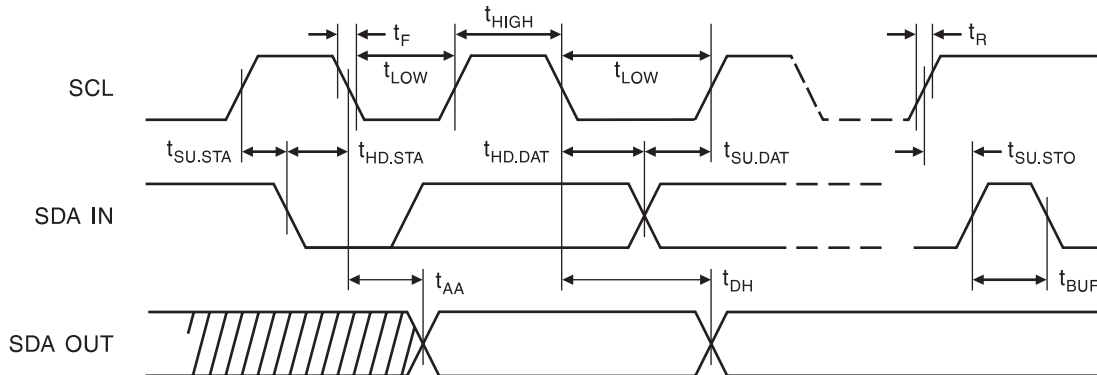 tHIGH
tF
tR
tLOW
tLOW
SCL
tSU.STA
tHD.STA
tHD.DAT
tSU.DAT
tSU.STO
SDA IN
tAA
tDH
tBUF
SDA OUT